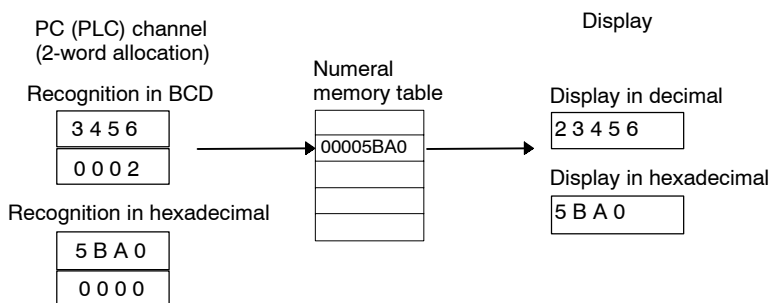 PC (PLC) channel
(2-word allocation)
Recognition in BCD
3 4 5 6
0 0 0 2
Recognition in hexadecimal
5 B A 0
0 0 0 0
Numeral
memory table
00005BA0
Display
Display in decimal
2 3 4 5 6
Display in hexadecimal
5 B A 0